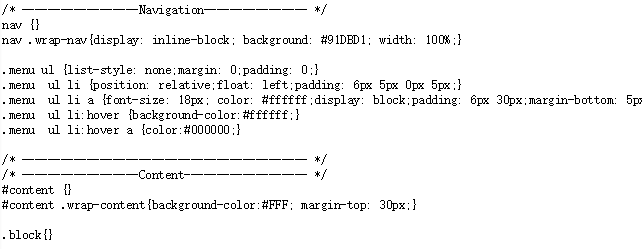 /* ——————————Navigation—————————— */
nav {}
nav .wrap-nav{display: inline-block; background: #91DBD1; width: 100%;}
.menu ul {list-style: none;margin: 0;padding: 0;}
.menu  ul li {position: relative;float: left;padding: 6px 5px 0px 5px;}
.menu  ul li a {font-size: 18px; color: #ffffff;display: block;padding: 6px 30px;margin-bottom: 5px
.menu  ul li:hover {background-color:#ffffff;}
.menu  ul li:hover a {color:#000000;}
/* ———————————————————————— */
/* ——————————Content—————————— */
#content {}
#content .wrap-content{background-color:#FFF; margin-top: 30px;}
.block{}